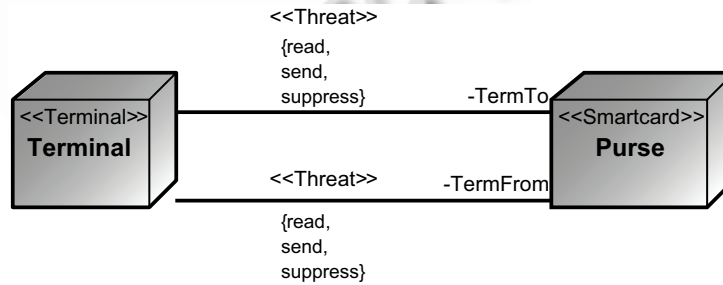 <<Threat>>
{read,
send,
suppress}
-TermTo
<<Terminal>>
Terminal
<<Smartcard>>
Purse
<<Threat>>
-TermFrom
{read,
send,
suppress}